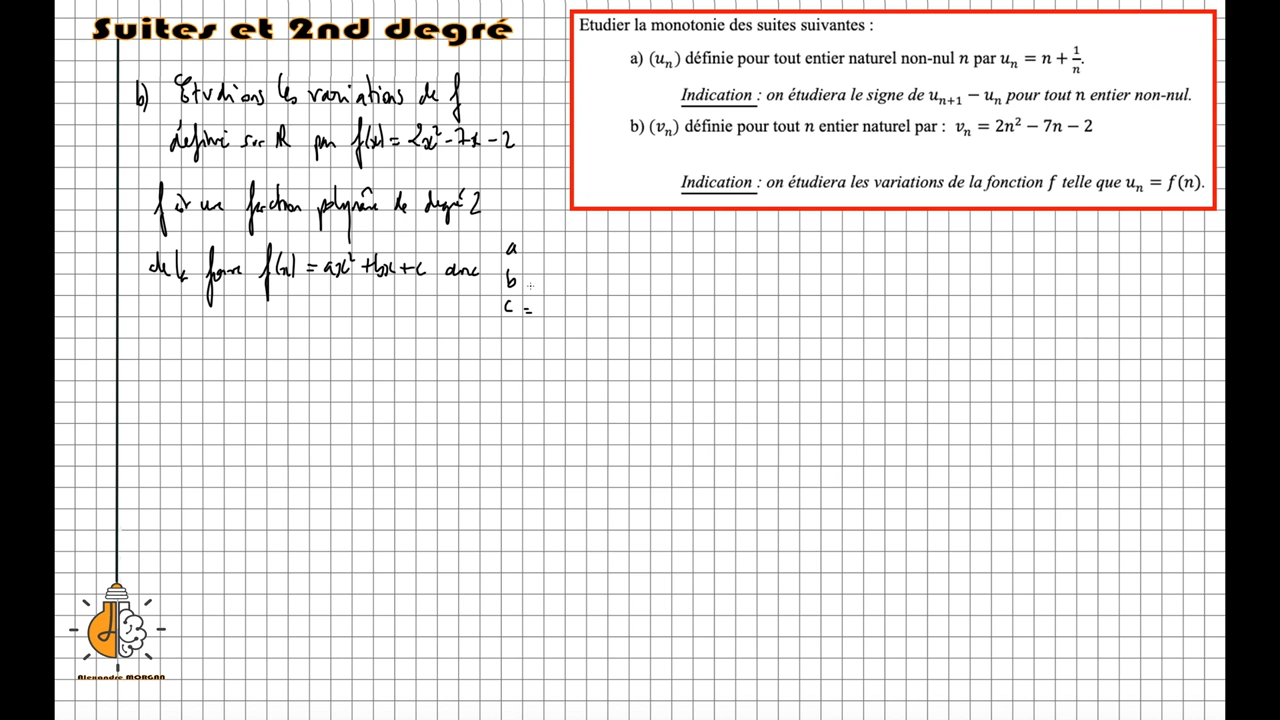 Suites et 2nd degré
Etudier la monotonie des suites suivantes :
a) (uₙ) définie pour tout entier naturel non-nul n par uₙ = n + 1/n.
Indication : on étudiera le signe de uₙ₊₁ − uₙ pour tout n entier non-nul.
b) (vₙ) définie pour tout n entier naturel par : vₙ = 2n² − 7n − 2
Indication : on étudiera les variations de la fonction f telle que uₙ = f(n).
b) Etudions les variations de f
définie sur ℝ par f(x) = 2x² - 7x - 2
f est une fonction polynôme de degré 2
de la forme f(x) = ax² + bx + c donc
a
b
c =
Alexandre MORGAN